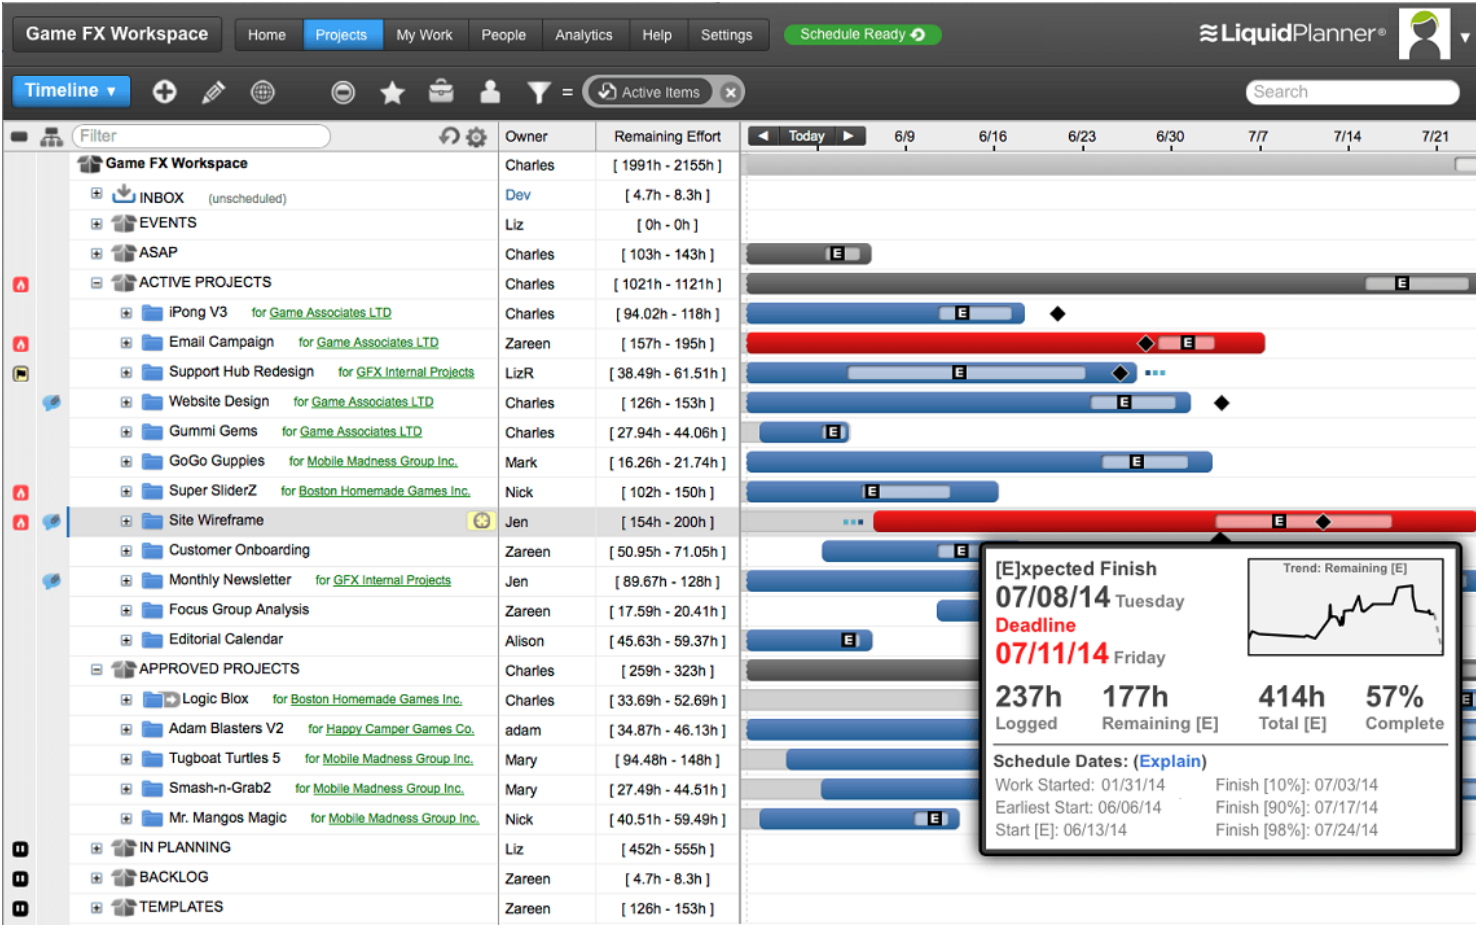 Game FX Workspace Home Projects My Work People Analytics Help Settings Schedule Ready LiquidPlanner®
Timeline = Active Items Search
Filter Owner Remaining Effort Today 6/9 6/16 6/23 6/30 7/7 7/14 7/21
Game FX Workspace Charles [ 1991h - 2155h ]
INBOX (unscheduled) Dev [ 4.7h - 8.3h ]
EVENTS Liz [ 0h - 0h ]
ASAP Charles [ 103h - 143h ] E
ACTIVE PROJECTS Charles [ 1021h - 1121h ] E
iPong V3 for Game Associates LTD Charles [ 94.02h - 118h ] E
Email Campaign for Game Associates LTD Zareen [ 157h - 195h ] E
Support Hub Redesign for GFX Internal Projects LizR [ 38.49h - 61.51h ] E
Website Design for Game Associates LTD Charles [ 126h - 153h ] E
Gummi Gems for Game Associates LTD Charles [ 27.94h - 44.06h ] E
GoGo Guppies for Mobile Madness Group Inc. Mark [ 16.26h - 21.74h ] E
Super SliderZ for Boston Homemade Games Inc. Nick [ 102h - 150h ] E
Site Wireframe Jen [ 154h - 200h ] E
Customer Onboarding Zareen [ 50.95h - 71.05h ] E
Monthly Newsletter for GFX Internal Projects Jen [ 89.67h - 128h ]
Focus Group Analysis Zareen [ 17.59h - 20.41h ]
Editorial Calendar Alison [ 45.63h - 59.37h ] E
APPROVED PROJECTS Charles [ 259h - 323h ]
Logic Blox for Boston Homemade Games Inc. Charles [ 33.69h - 52.69h ] E
Adam Blasters V2 for Happy Camper Games Co. adam [ 34.87h - 46.13h ]
Tugboat Turtles 5 for Mobile Madness Group Inc. Mary [ 94.48h - 148h ]
Smash-n-Grab2 for Mobile Madness Group Inc. Mary [ 27.49h - 44.51h ]
Mr. Mangos Magic for Mobile Madness Group Inc. Nick [ 40.51h - 59.49h ] E
IN PLANNING Liz [ 452h - 555h ]
BACKLOG Zareen [ 4.7h - 8.3h ]
TEMPLATES Zareen [ 126h - 153h ]
[E]xpected Finish
07/08/14 Tuesday
Deadline
07/11/14 Friday
Trend: Remaining [E]
237h 177h 414h 57%
Logged Remaining [E] Total [E] Complete
Schedule Dates: (Explain)
Work Started: 01/31/14 Finish [10%]: 07/03/14
Earliest Start: 06/06/14 Finish [90%]: 07/17/14
Start [E]: 06/13/14 Finish [98%]: 07/24/14